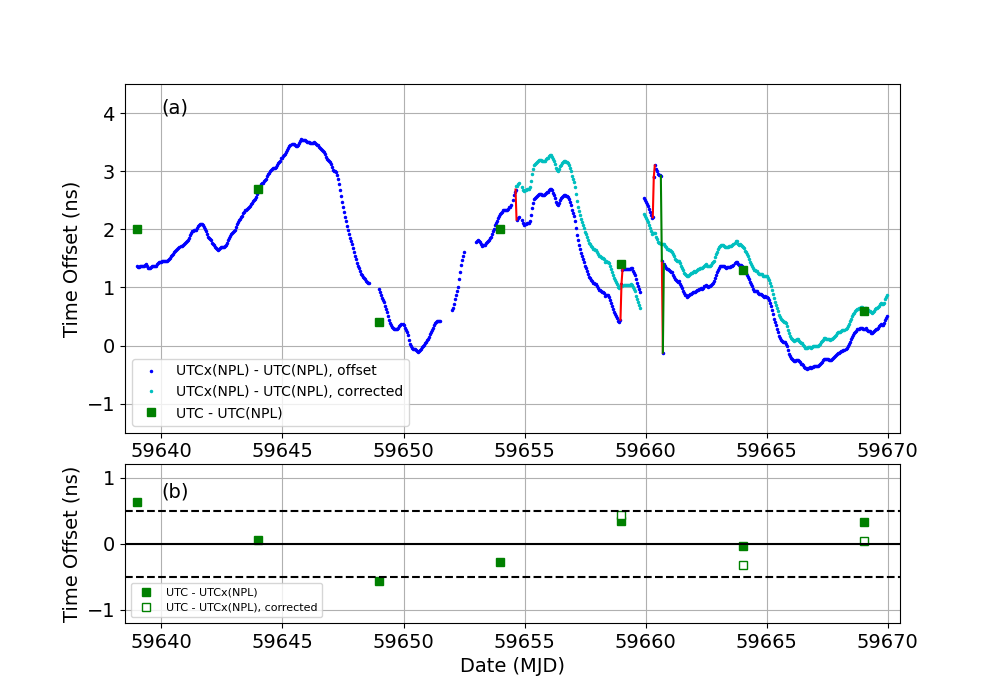 (a)
4
3
2
1
0
−1
Time Offset (ns)
UTCx(NPL) - UTC(NPL), offset
UTCx(NPL) - UTC(NPL), corrected
UTC - UTC(NPL)
59640 59645 59650 59655 59660 59665 59670
(b)
1
0
−1
Time Offset (ns)
UTC - UTCx(NPL)
UTC - UTCx(NPL), corrected
59640 59645 59650 59655 59660 59665 59670
Date (MJD)